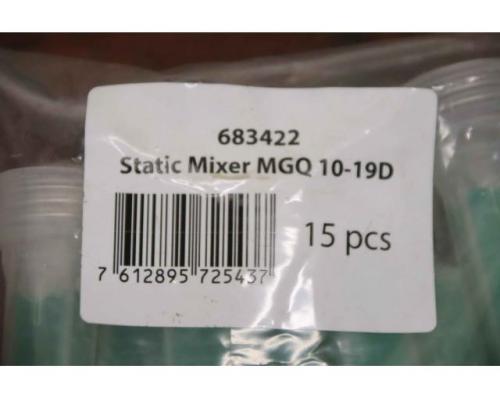 683422
Static Mixer MGQ 10-19D
15 pcs
7 612895 725437